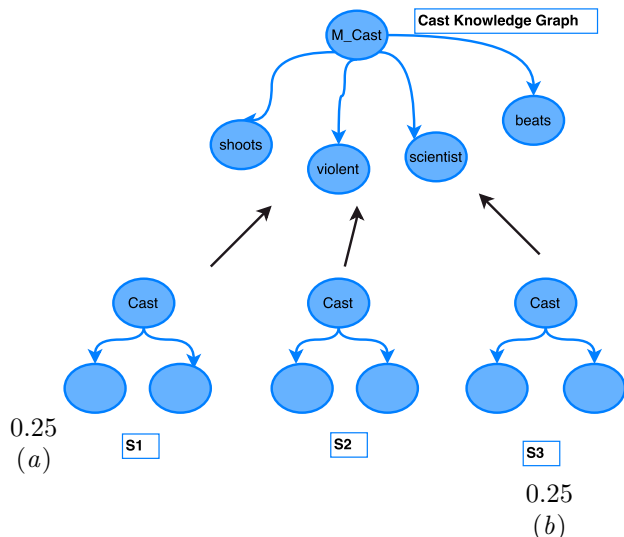 M_Cast
Cast Knowledge Graph
beats
shoots
violent
scientist
Cast
Cast
Cast
0.25
(a)
S1
S2
S3
0.25
(b)